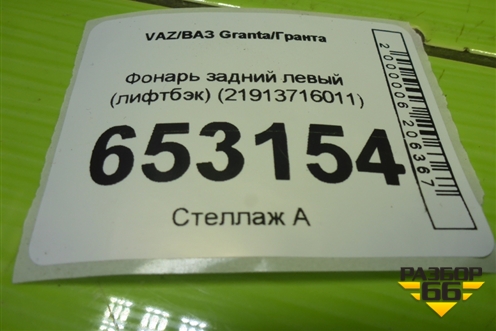 VAZ/ВАЗ Granta/Гранта
Фонарь задний левый
(лифтбэк) (21913716011)
653154
Стеллаж А
2000006206367
РАЗБОР
66